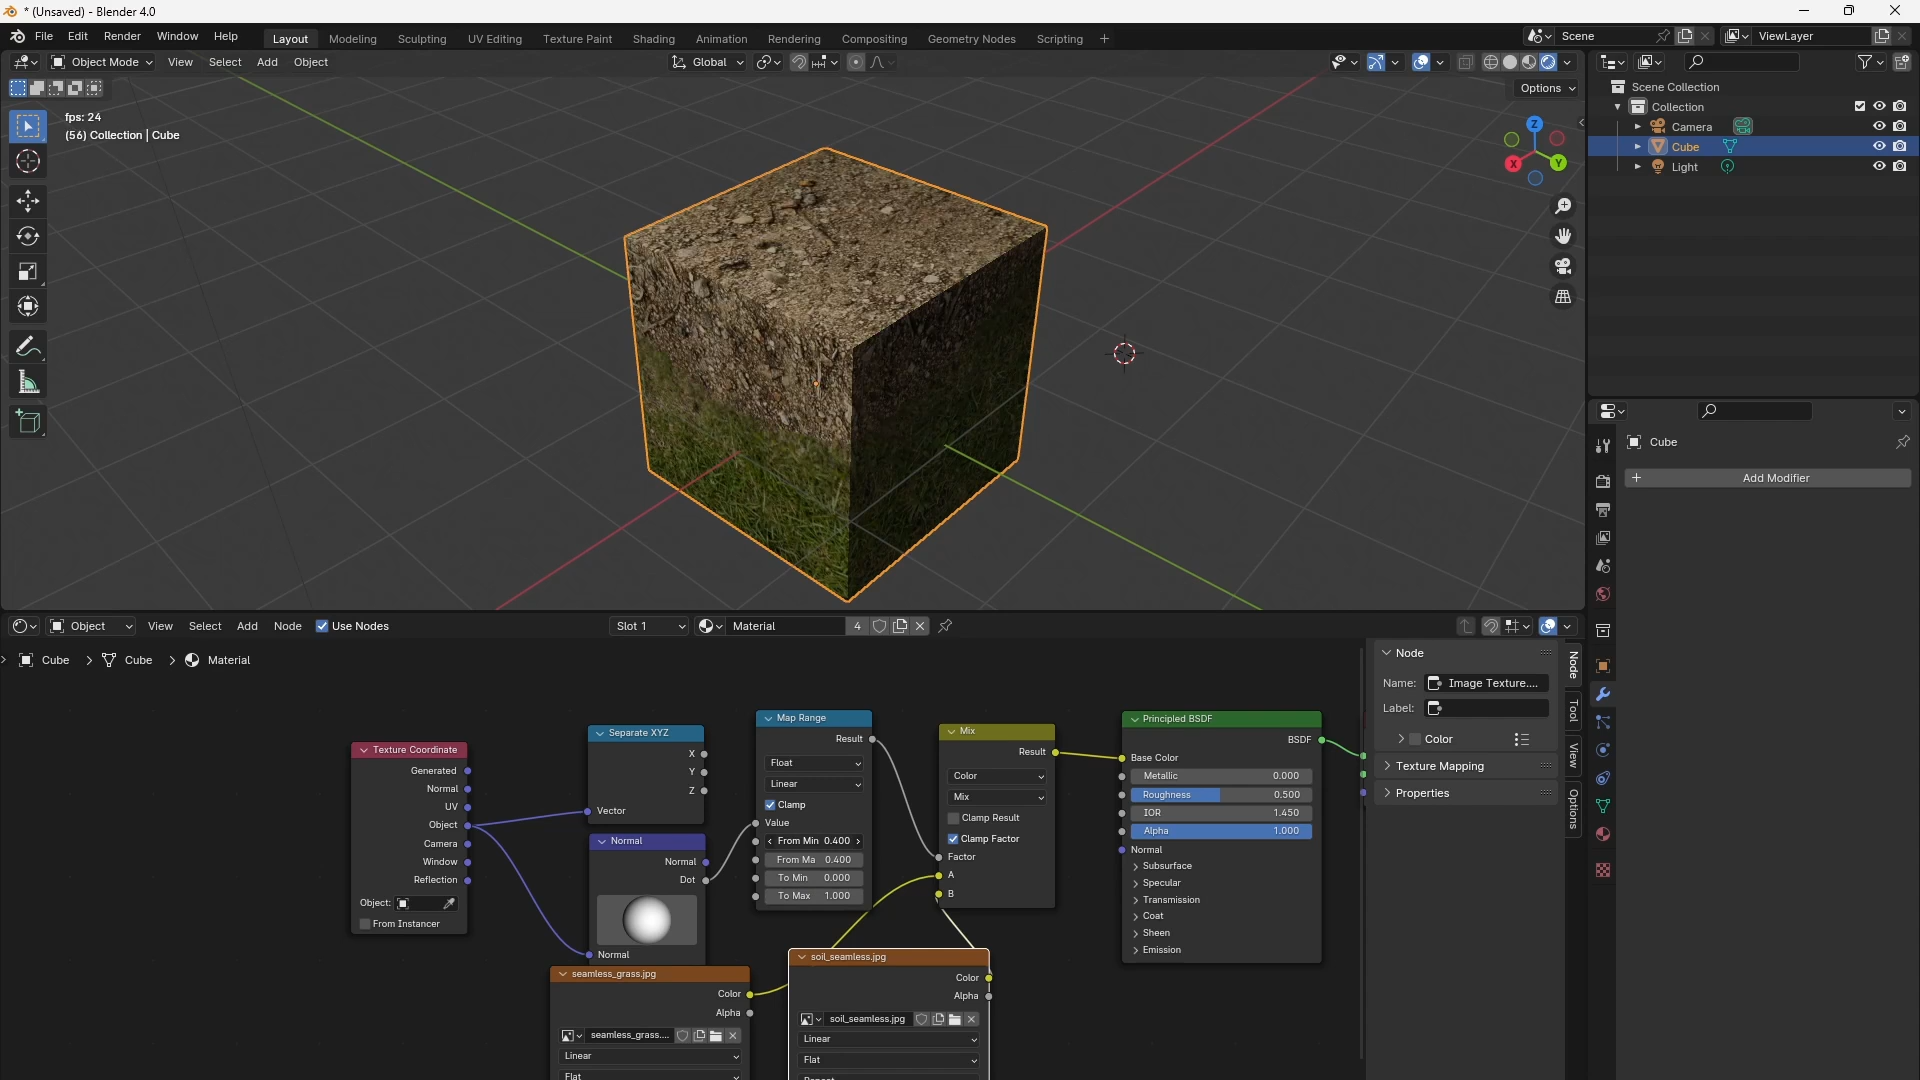 * (Unsaved) - Blender 4.0
File Edit Render Window Help Layout Modeling Sculpting UV Editing Texture Paint Shading Animation Rendering Compositing Geometry Nodes Scripting + Scene ViewLayer
Object Mode View Select Add Object Global
Options
fps: 24
(56) Collection | Cube
Z
X
Y
Scene Collection
Collection
Camera
Cube
Light
Cube
Add Modifier
Object View Select Add Node Use Nodes Slot 1 Material 4
Cube > Cube > Material
Texture Coordinate
Generated
Normal
UV
Object
Camera
Window
Reflection
Object:
From Instancer
Separate XYZ
X
Y
Z
Vector
Normal
Normal
Dot
Normal
Map Range
Result
Float
Linear
Clamp
Value
From Min 0.400
From Ma 0.400
To Min 0.000
To Max 1.000
Mix
Result
Color
Mix
Clamp Result
Clamp Factor
Factor
A
B
Principled BSDF
BSDF
Base Color
Metallic 0.000
Roughness 0.500
IOR 1.450
Alpha 1.000
Normal
Subsurface
Specular
Transmission
Coat
Sheen
Emission
seamless_grass.jpg
Color
Alpha
seamless_grass....
Linear
Flat
soil_seamless.jpg
Color
Alpha
soil_seamless.jpg
Linear
Flat
Repeat
Node
Name: Image Texture....
Label:
Color
Texture Mapping
Properties
Node
Tool
View
Options